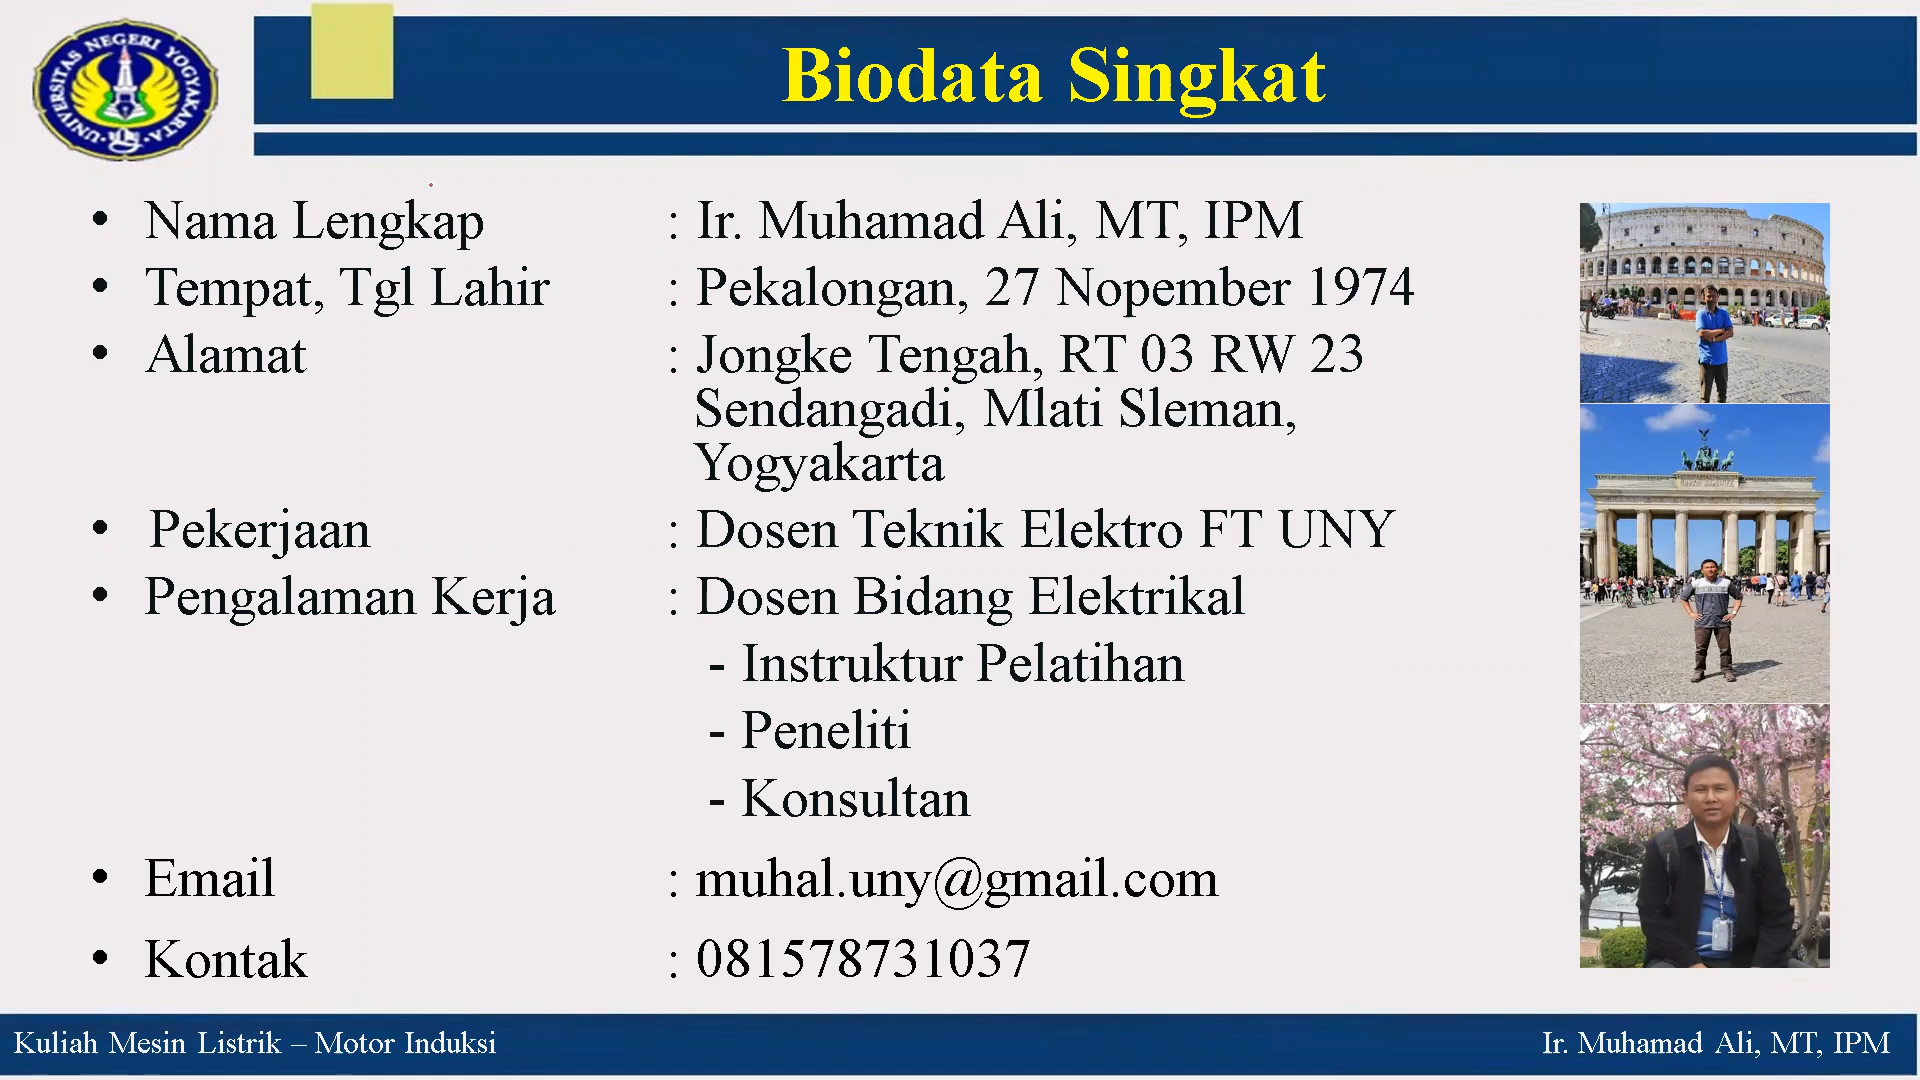 UNIVERSITAS NEGERI YOGYAKARTA
UNY
Biodata Singkat
• Nama Lengkap : Ir. Muhamad Ali, MT, IPM
• Tempat, Tgl Lahir : Pekalongan, 27 Nopember 1974
• Alamat : Jongke Tengah, RT 03 RW 23
Sendangadi, Mlati Sleman,
Yogyakarta
• Pekerjaan : Dosen Teknik Elektro FT UNY
• Pengalaman Kerja : Dosen Bidang Elektrikal
- Instruktur Pelatihan
- Peneliti
- Konsultan
• Email : muhal.uny@gmail.com
• Kontak : 081578731037
Kuliah Mesin Listrik – Motor Induksi
Ir. Muhamad Ali, MT, IPM